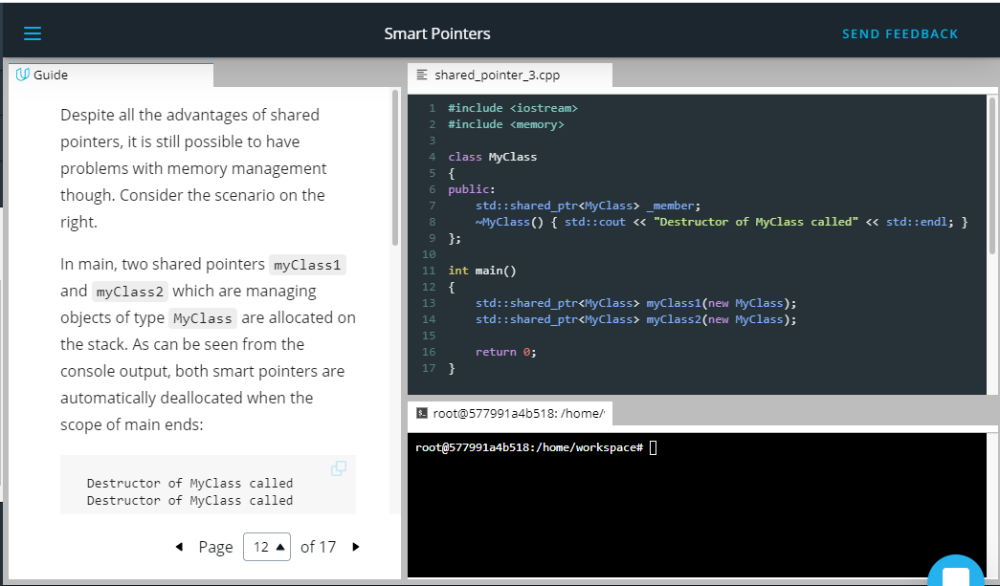 Smart Pointers
SEND FEEDBACK
Guide
Despite all the advantages of shared
pointers, it is still possible to have
problems with memory management
though. Consider the scenario on the
right.
In main, two shared pointers myClass1
and myClass2 which are managing
objects of type MyClass are allocated on
the stack. As can be seen from the
console output, both smart pointers are
automatically deallocated when the
scope of main ends:
Destructor of MyClass called
Destructor of MyClass called
Page 12 of 17
shared_pointer_3.cpp
1 #include <iostream>
2 #include <memory>
3
4 class MyClass
5 {
6 public:
7 std::shared_ptr<MyClass> _member;
8 ~MyClass() { std::cout << "Destructor of MyClass called" << std::endl; }
9 };
10
11 int main()
12 {
13 std::shared_ptr<MyClass> myClass1(new MyClass);
14 std::shared_ptr<MyClass> myClass2(new MyClass);
15
16 return 0;
17 }
root@577991a4b518: /home/
root@577991a4b518:/home/workspace#